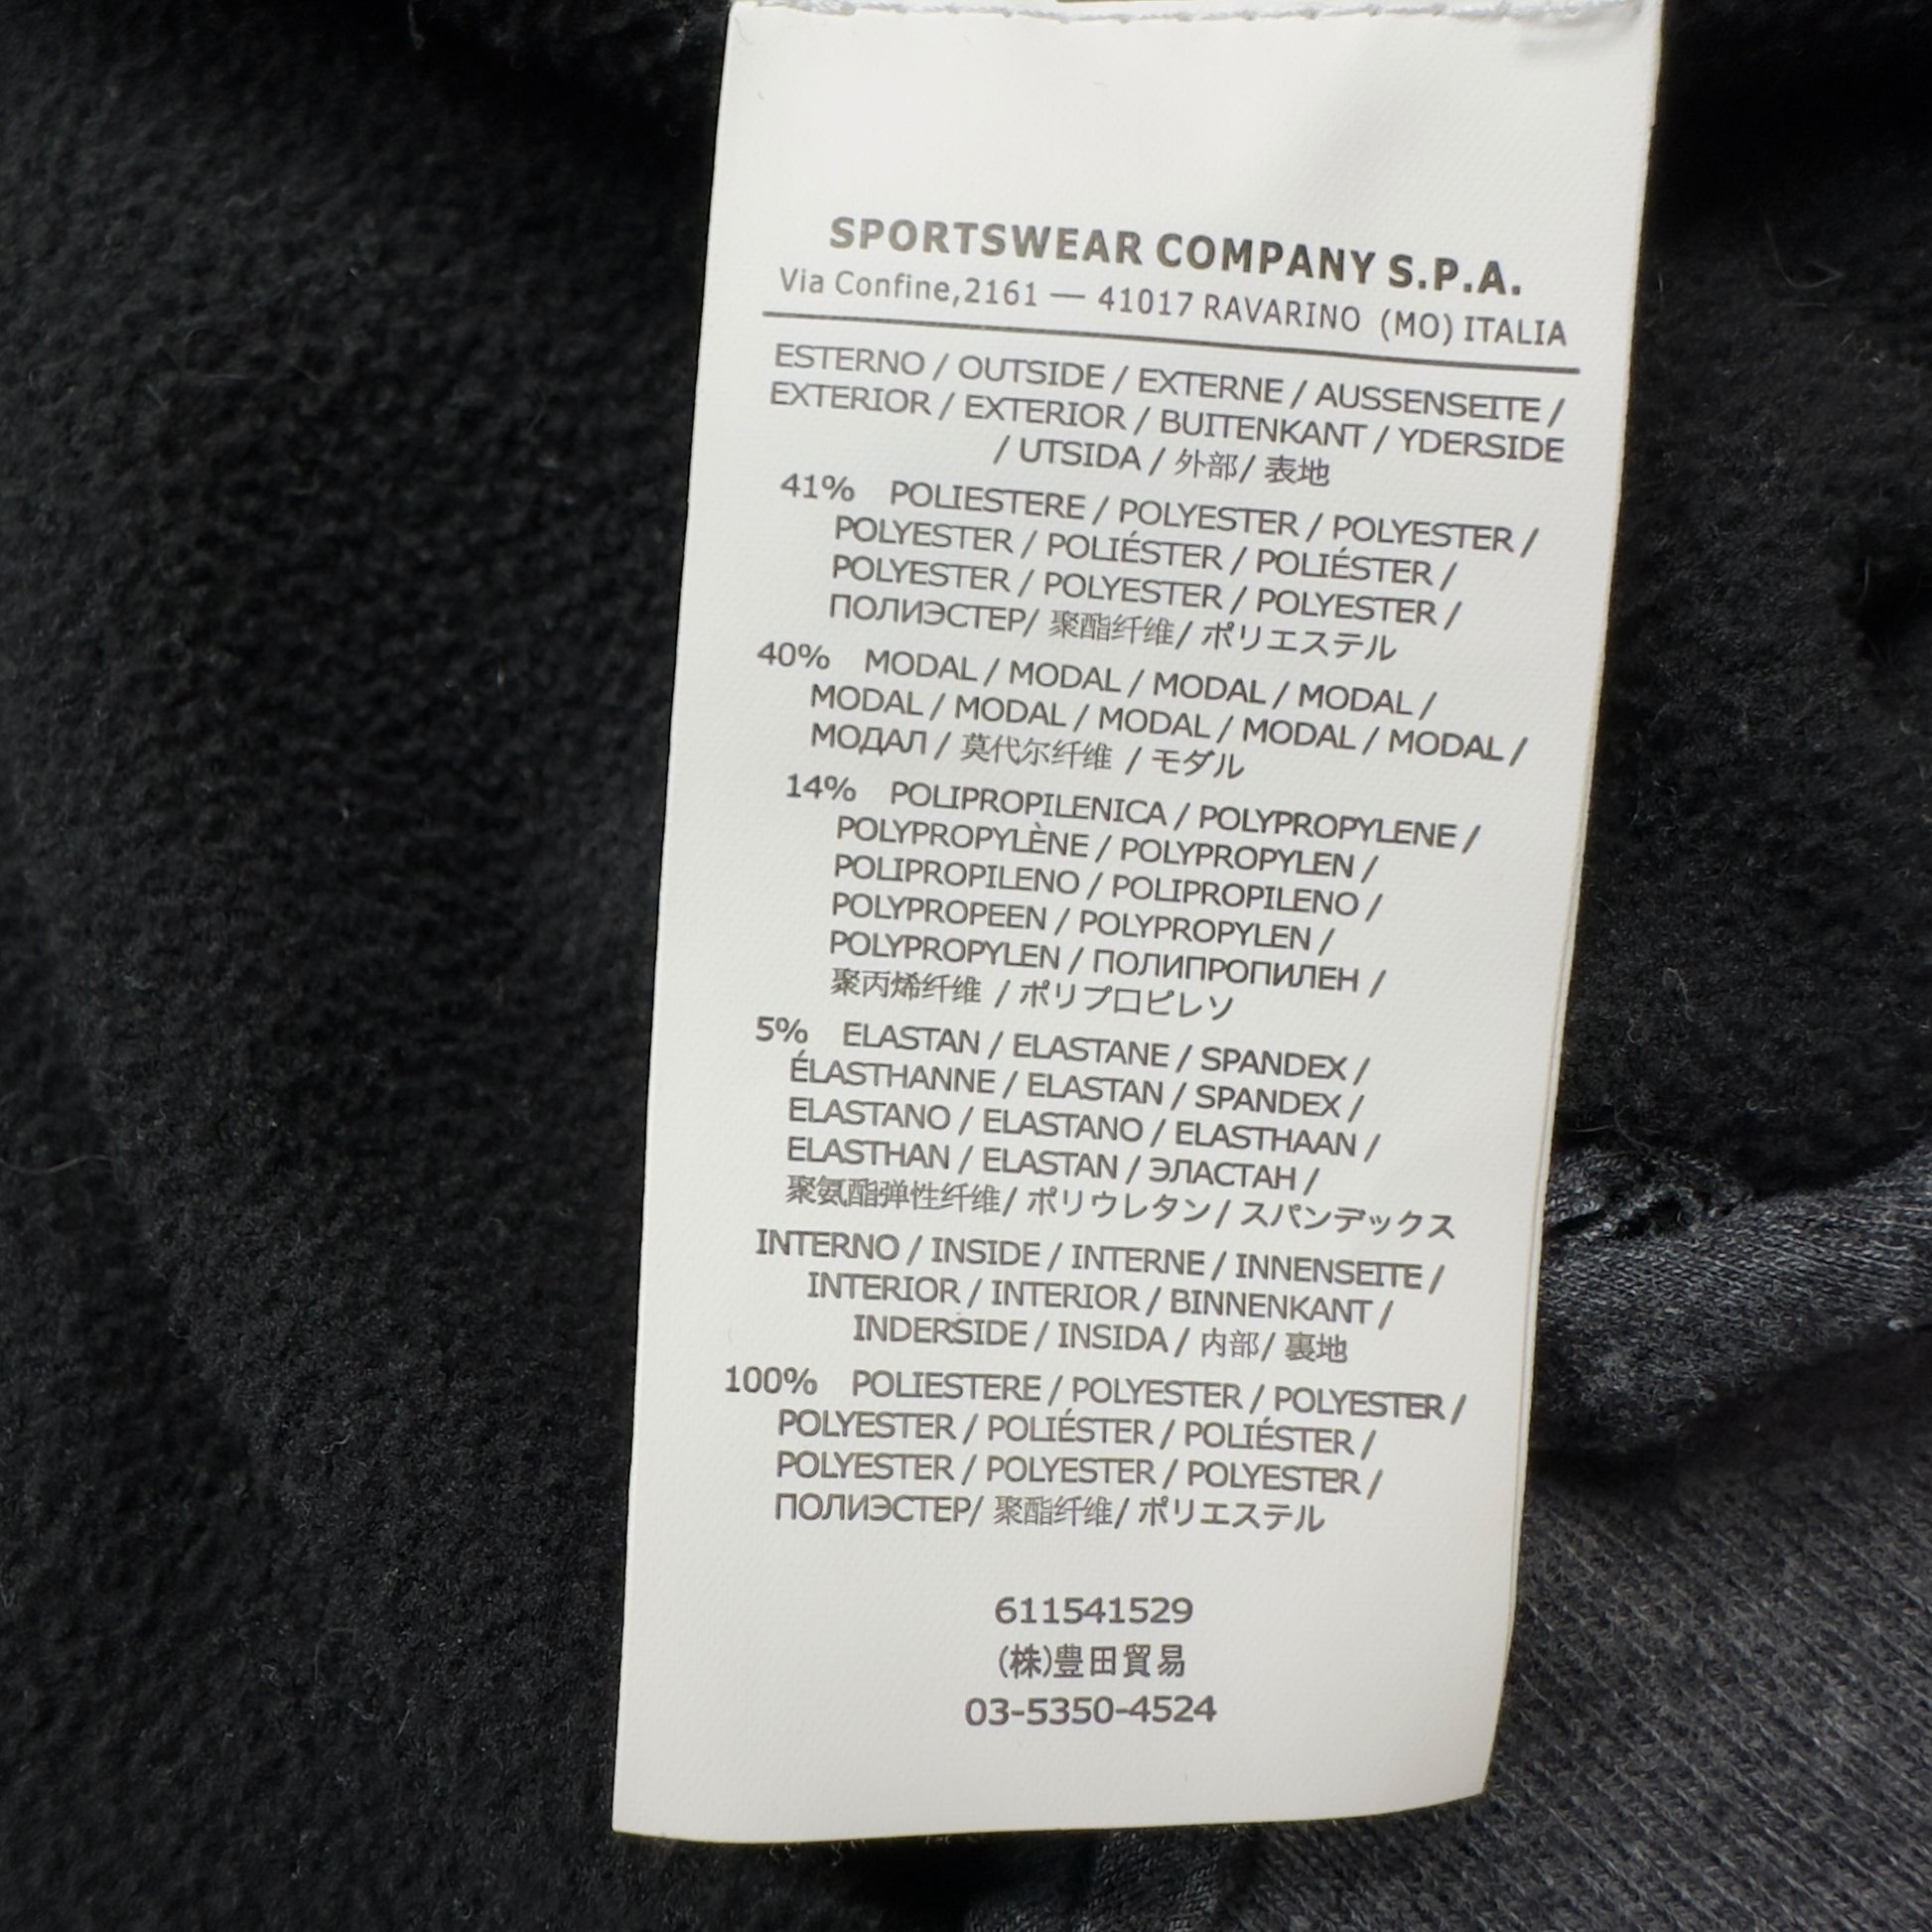 SPORTSWEAR COMPANY S.P.A.
Via Confine,2161 — 41017 RAVARINO (MO) ITALIA
ESTERNO / OUTSIDE / EXTERNE / AUSSENSEITE /
EXTERIOR / EXTERIOR / BUITENKANT / YDERSIDE
/ UTSIDA / 外部/ 表地
41% POLIESTERE / POLYESTER / POLYESTER /
POLYESTER / POLIÉSTER / POLIÉSTER /
POLYESTER / POLYESTER / POLYESTER /
ПОЛИЭСТЕР/ 聚酯纤维/ ポリエステル
40% MODAL / MODAL / MODAL / MODAL /
MODAL / MODAL / MODAL / MODAL / MODAL /
МОДАЛ / 莫代尔纤维 / モダル
14% POLIPROPILENICA / POLYPROPYLENE /
POLYPROPYLÈNE / POLYPROPYLEN /
POLIPROPILENO / POLIPROPILENO /
POLYPROPEEN / POLYPROPYLEN /
POLYPROPYLEN / ПОЛИПРОПИЛЕН /
聚丙烯纤维 / ポリプロピレソ
5% ELASTAN / ELASTANE / SPANDEX /
ÉLASTHANNE / ELASTAN / SPANDEX /
ELASTANO / ELASTANO / ELASTHAAN /
ELASTHAN / ELASTAN / ЭЛАСТАН /
聚氨酯弹性纤维/ ポリウレタン/ スパンデックス
INTERNO / INSIDE / INTERNE / INNENSEITE /
INTERIOR / INTERIOR / BINNENKANT /
INDERSIDE / INSIDA / 内部/ 裏地
100% POLIESTERE / POLYESTER / POLYESTER /
POLYESTER / POLIÉSTER / POLIÉSTER /
POLYESTER / POLYESTER / POLYESTER /
ПОЛИЭСТЕР/ 聚酯纤维/ ポリエステル
611541529
(株)豊田貿易
03-5350-4524